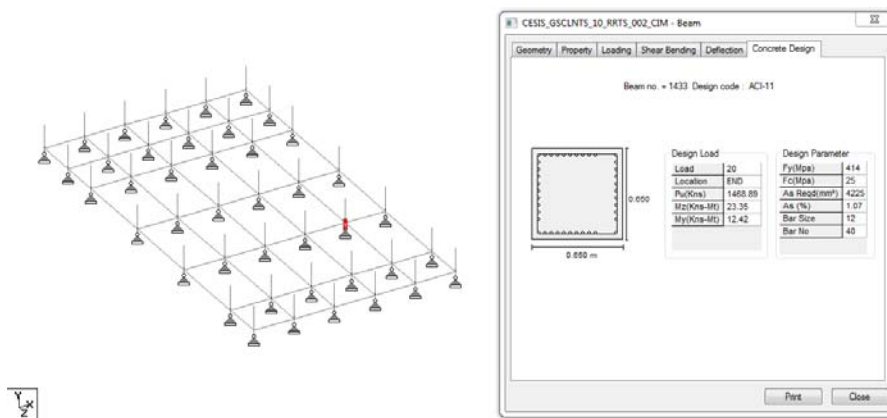 CESIS_GSCLNTS_10_RRTS_002_CIM - Beam
Geometry Property Loading Shear Bending Deflection Concrete Design
Beam no. = 1433 Design code : ACI-11
Design Load
Load 20
Location END
Pu(Kns) 1468.89
Mz(Kns-Mt) 23.35
My(Kns-Mt) 12.42
Design Parameter
Fy(Mpa) 414
Fc(Mpa) 25
As Reqd(mm²) 4225
As (%) 1.07
Bar Size 12
Bar No 40
0.650
0.650 m
Print Close
Y
X
Z